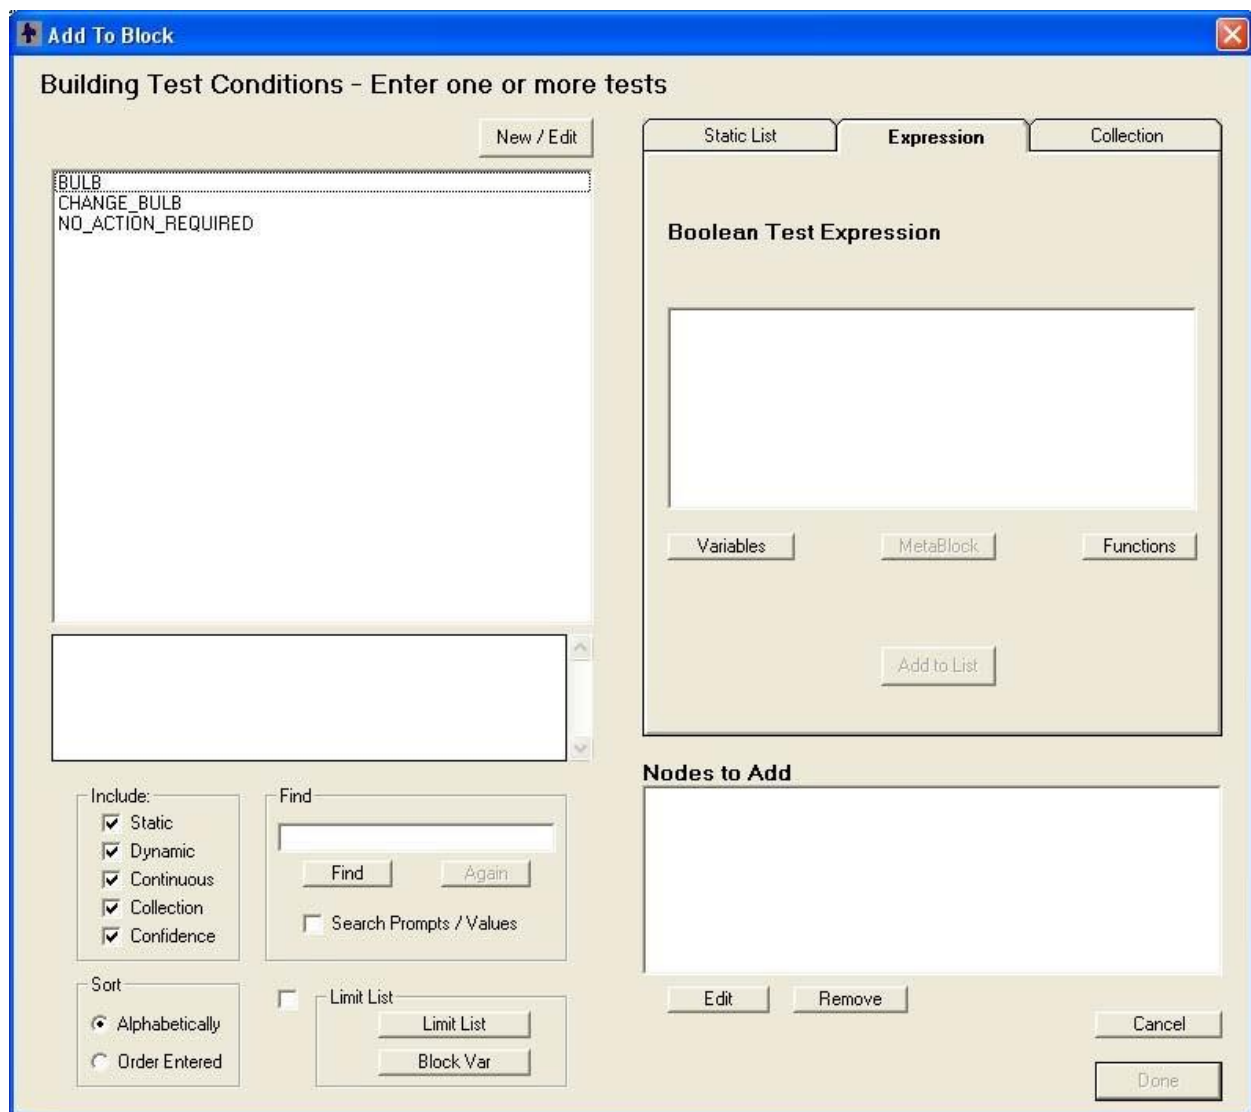 Add To Block
Building Test Conditions - Enter one or more tests
New / Edit
BULB
CHANGE_BULB
NO_ACTION_REQUIRED
Include:
Static
Dynamic
Continuous
Collection
Confidence
Find
Find
Again
Search Prompts / Values
Sort
Alphabetically
Order Entered
Limit List
Limit List
Block Var
Static List
Expression
Collection
Boolean Test Expression
Variables
MetaBlock
Functions
Add to List
Nodes to Add
Edit
Remove
Cancel
Done